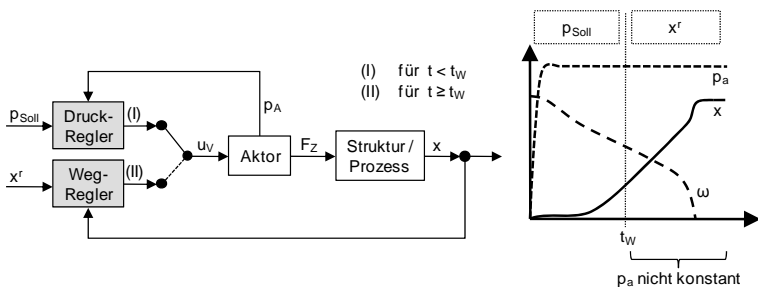 p_Soll
Druck-
Regler
(I)
x^r
Weg-
Regler
(II)
u_V
p_A
Aktor
F_Z
Struktur /
Prozess
x
(I) für t < t_W
(II) für t ≥ t_W
p_Soll
x^r
p_a
x
ω
t_W
p_a nicht konstant